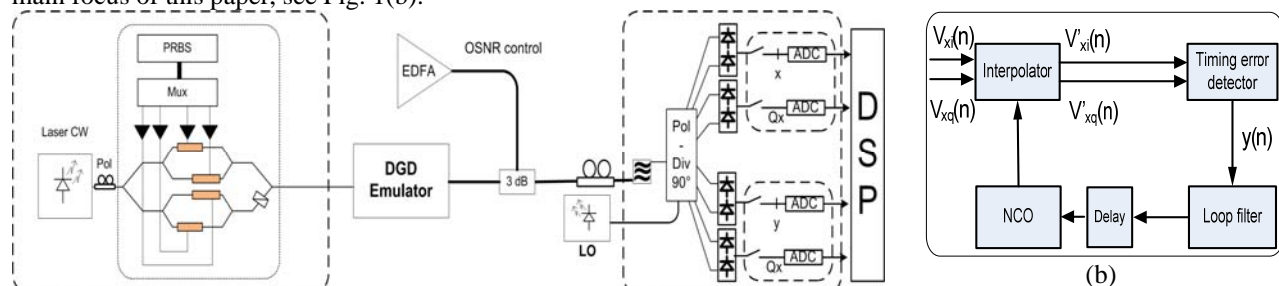 main focus of this paper, see Fig. 1(b).
PRBS
Mux
Laser CW
Pol
EDFA
OSNR control
DGD
Emulator
3 dB
LO
Pol
-
Div
90°
x
ADC
Qx
ADC
y
ADC
Qx
ADC
D
S
P
Vxi(n)
Vxq(n)
Interpolator
V'xi(n)
V'xq(n)
Timing error
detector
y(n)
Loop filter
Delay
NCO
(b)